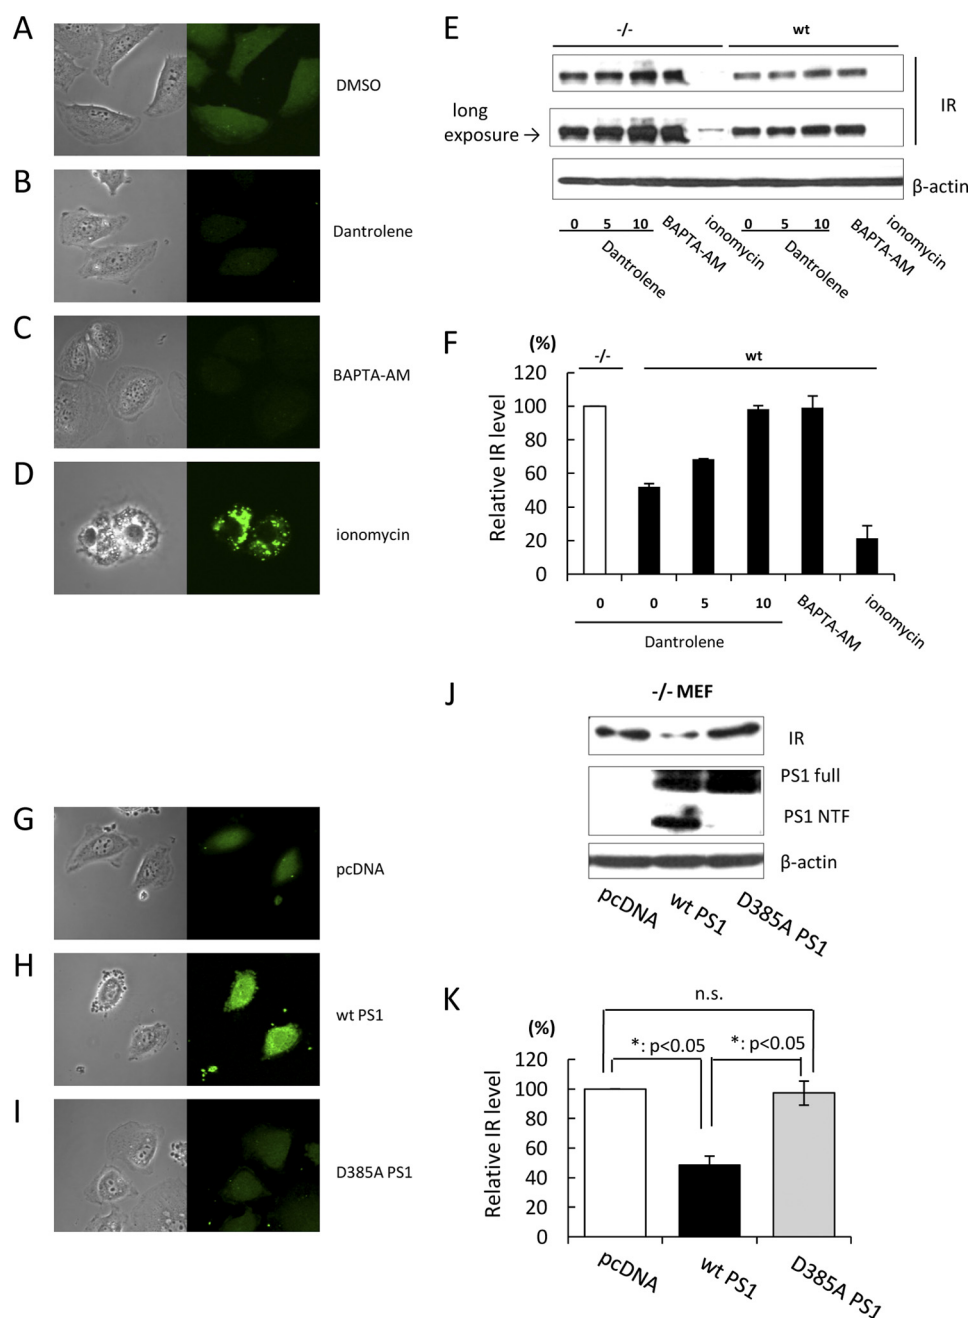 A
DMSO
B
Dantrolene
C
BAPTA-AM
D
ionomycin
E
-/- wt
long
exposure →
IR
β-actin
0 5 10 BAPTA-AM ionomycin 0 5 10 BAPTA-AM ionomycin
Dantrolene Dantrolene
F
(%)
-/- wt
Relative IR level
120
100
80
60
40
20
0
0 0 5 10 BAPTA-AM ionomycin
Dantrolene
G
pcDNA
H
wt PS1
I
D385A PS1
J
-/- MEF
IR
PS1 full
PS1 NTF
β-actin
pcDNA wt PS1 D385A PS1
K
n.s.
(%)
*: p<0.05 *: p<0.05
Relative IR level
120
100
80
60
40
20
0
pcDNA wt PS1 D385A PS1